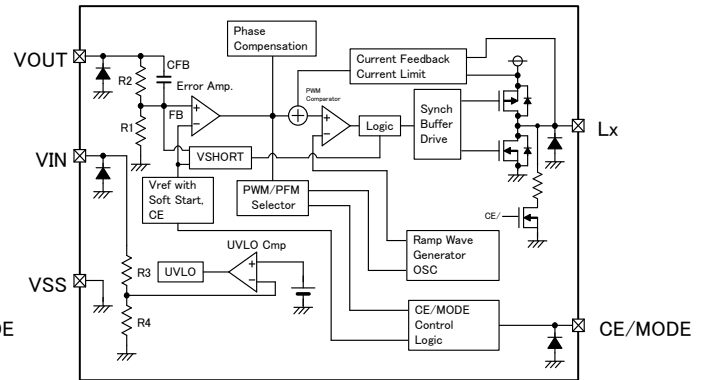 Phase
Compensation
VOUT
CFB
R2
Error Amp.
Current Feedback
Current Limit
PWM
Comparator
FB
R1
Logic
Synch
Buffer
Drive
Lx
VIN
VSHORT
Vref with
Soft Start,
CE
PWM/PFM
Selector
CE/
UVLO Cmp
Ramp Wave
Generator
OSC
R3
UVLO
VSS
R4
CE/MODE
Control
Logic
CE/MODE